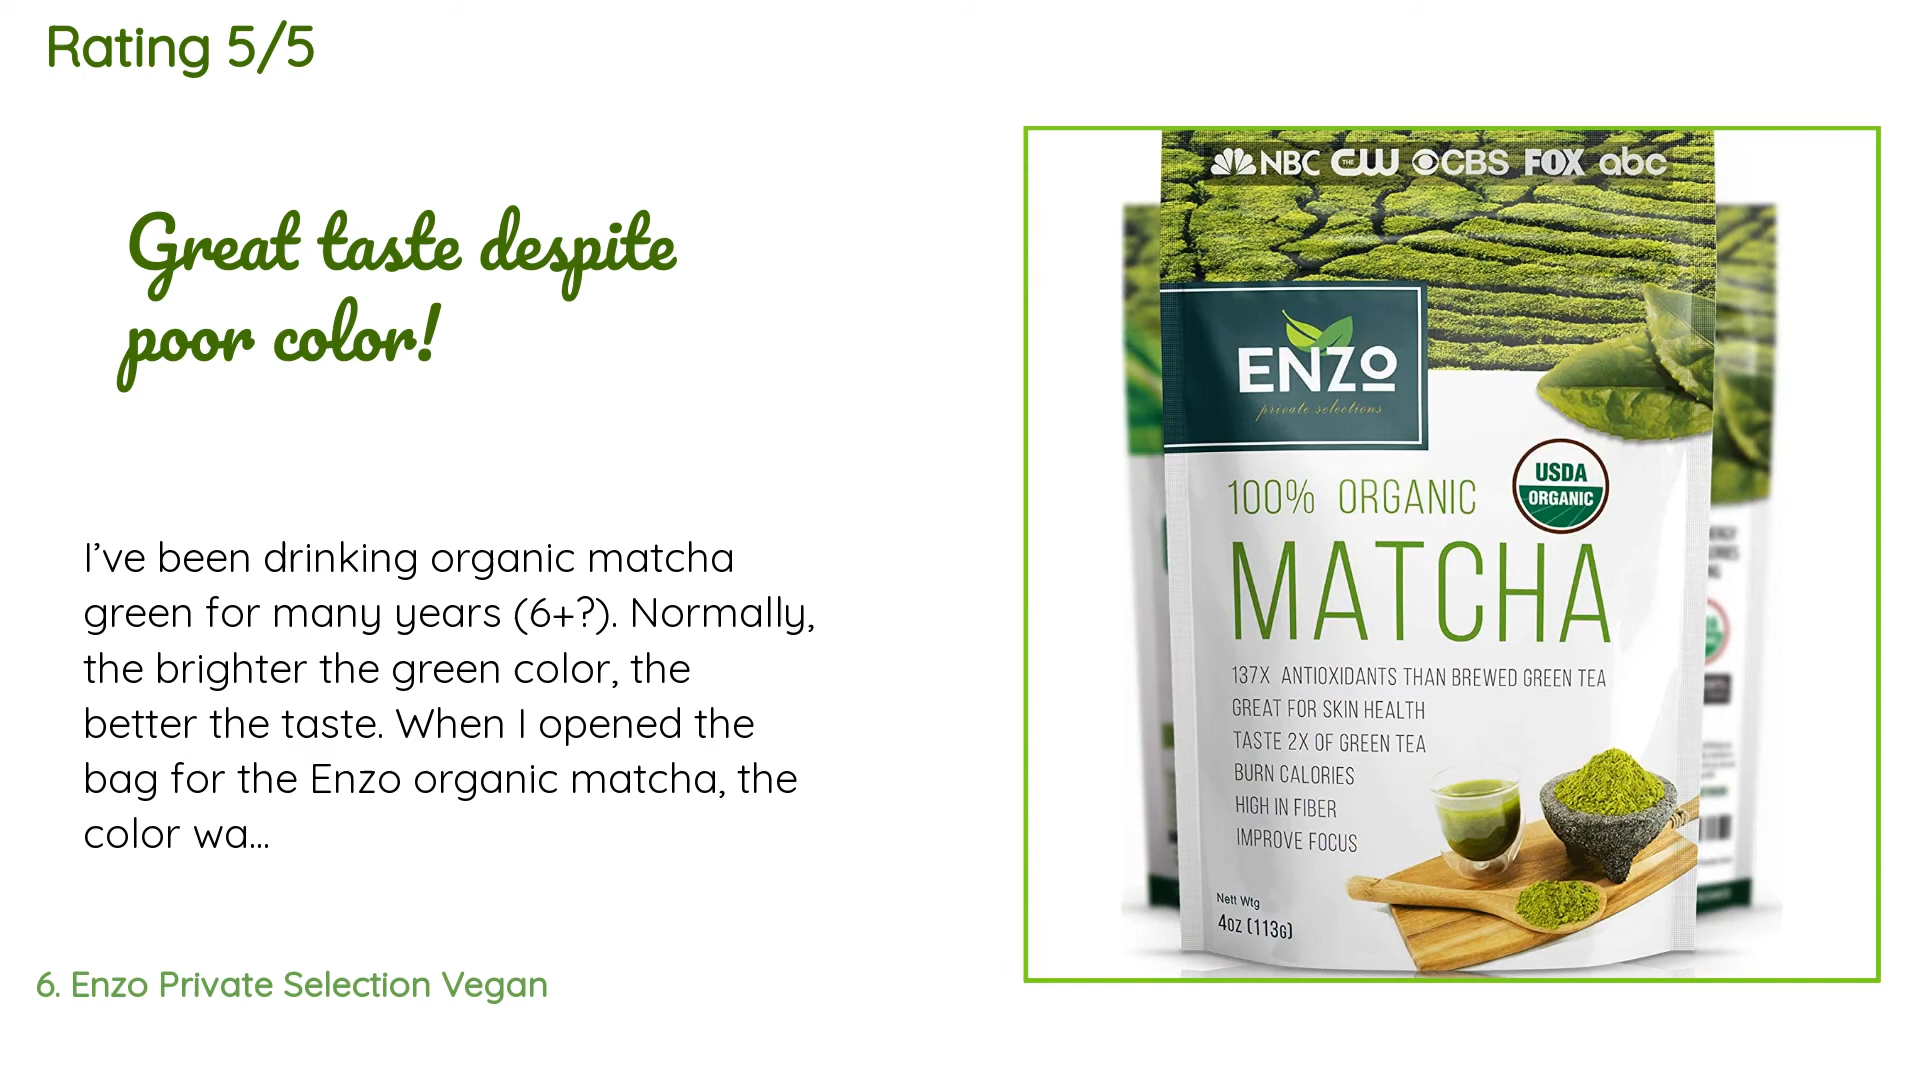 Rating 5/5
Great taste despite
poor color!
I’ve been drinking organic matcha
green for many years (6+?). Normally,
the brighter the green color, the
better the taste. When I opened the
bag for the Enzo organic matcha, the
color wa...
6. Enzo Private Selection Vegan
NBC THE CW CBS FOX abc
ENZO
private selections
100% ORGANIC
USDA
ORGANIC
MATCHA
137X ANTIOXIDANTS THAN BREWED GREEN TEA
GREAT FOR SKIN HEALTH
TASTE 2X OF GREEN TEA
BURN CALORIES
HIGH IN FIBER
IMPROVE FOCUS
Nett Wtg
4oz (113G)